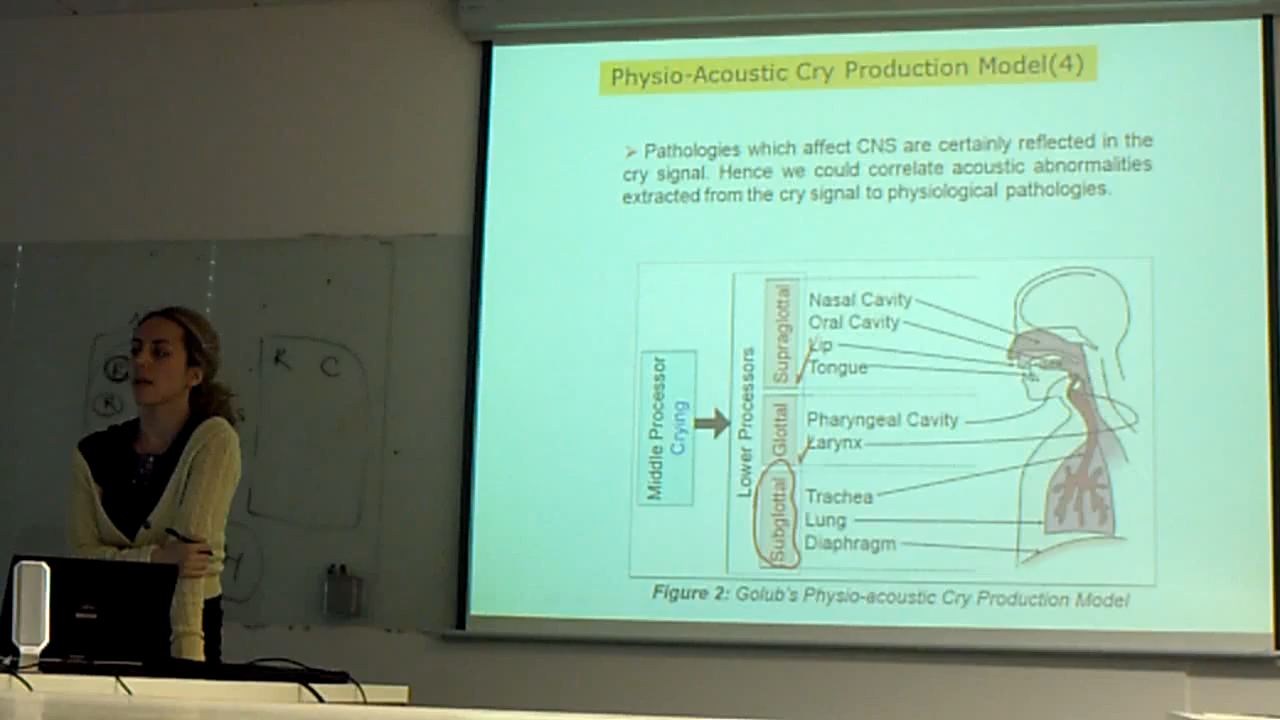 Physio-Acoustic Cry Production Model(4)
➢ Pathologies which affect CNS are certainly reflected in the
cry signal. Hence we could correlate acoustic abnormalities
extracted from the cry signal to physiological pathologies.
Middle Processor
Crying
Lower Processors
Supraglottal
Nasal Cavity
Oral Cavity
Lip
Tongue
Glottal
Pharyngeal Cavity
Larynx
Subglottal
Trachea
Lung
Diaphragm
Figure 2: Golub's Physio-acoustic Cry Production Model
R C
R